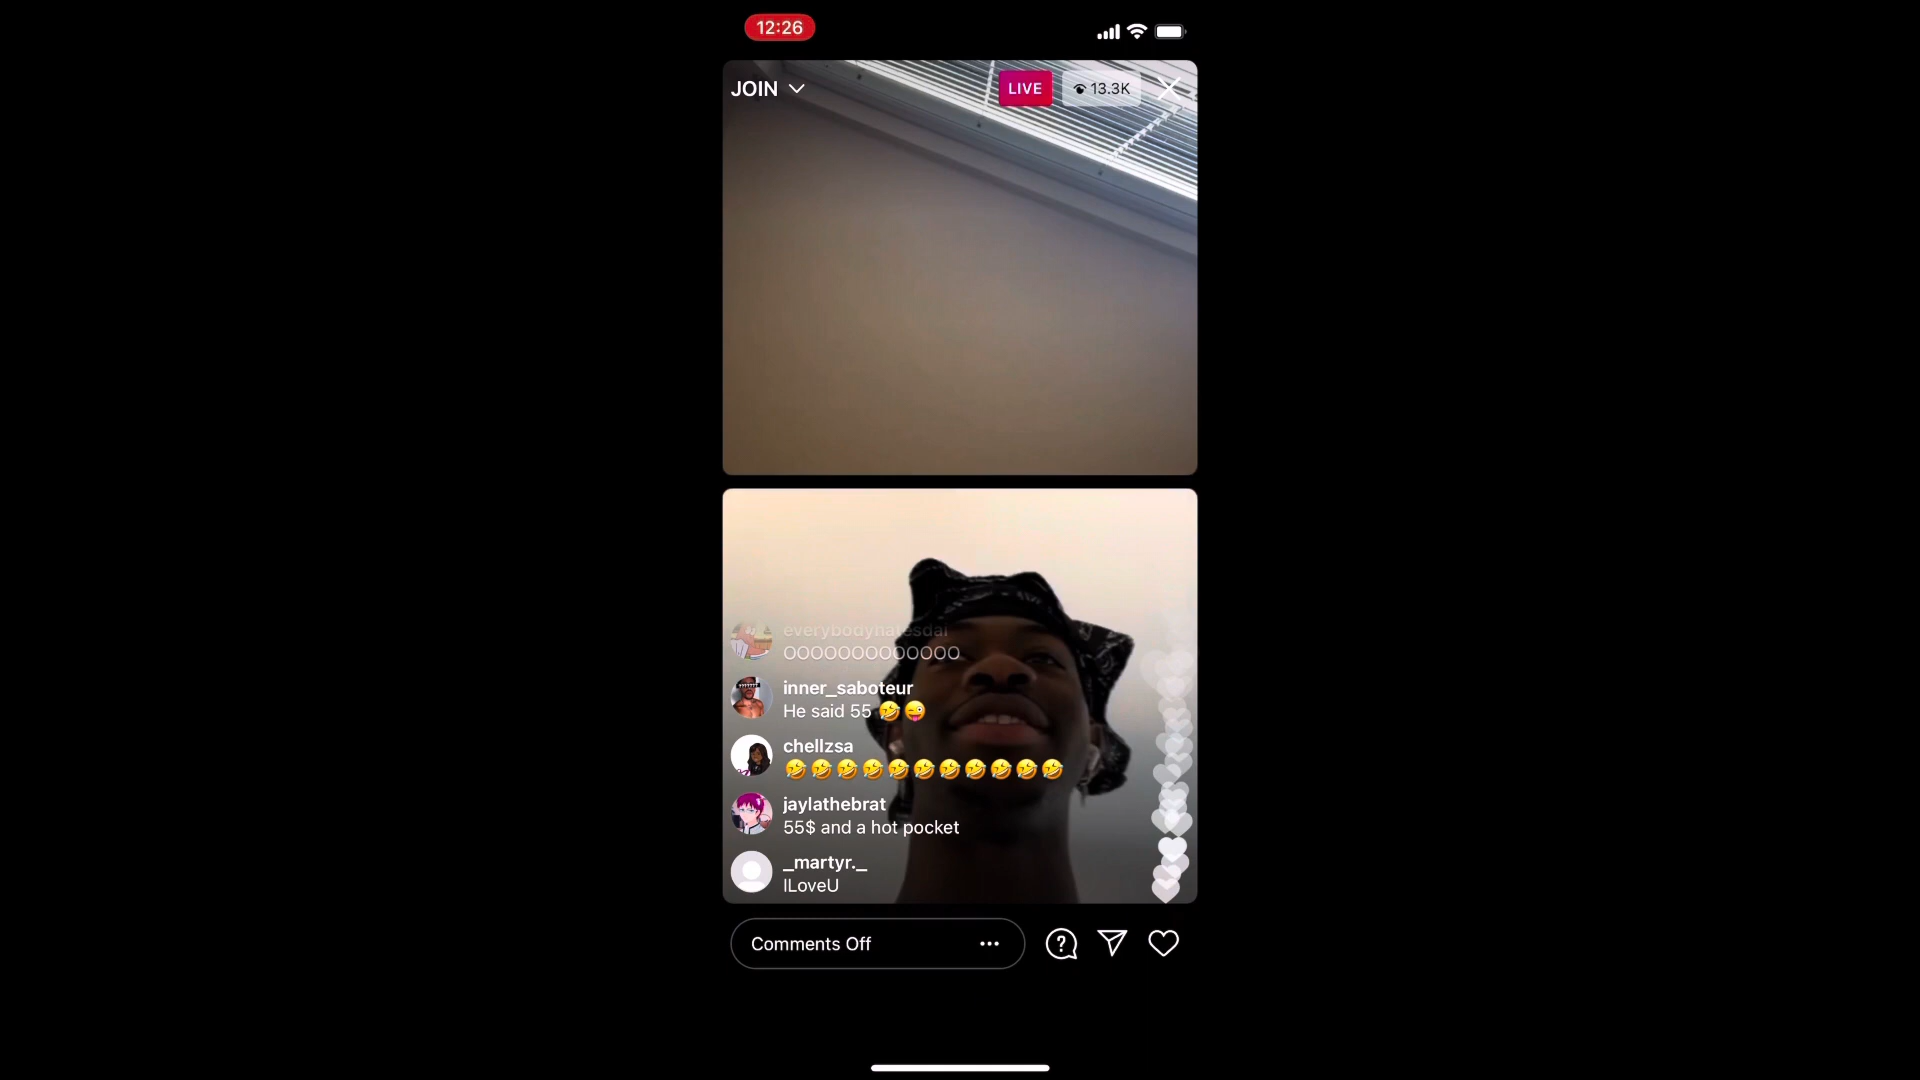 12:26
JOIN
LIVE
13.3K
everybodyhatesdai
OOOOOOOOOOOOO
inner_saboteur
He said 55 🤣😜
chellzsa
🤣🤣🤣🤣🤣🤣🤣🤣🤣🤣🤣
jaylathebrat
55$ and a hot pocket
_martyr._
ILoveU
Comments Off